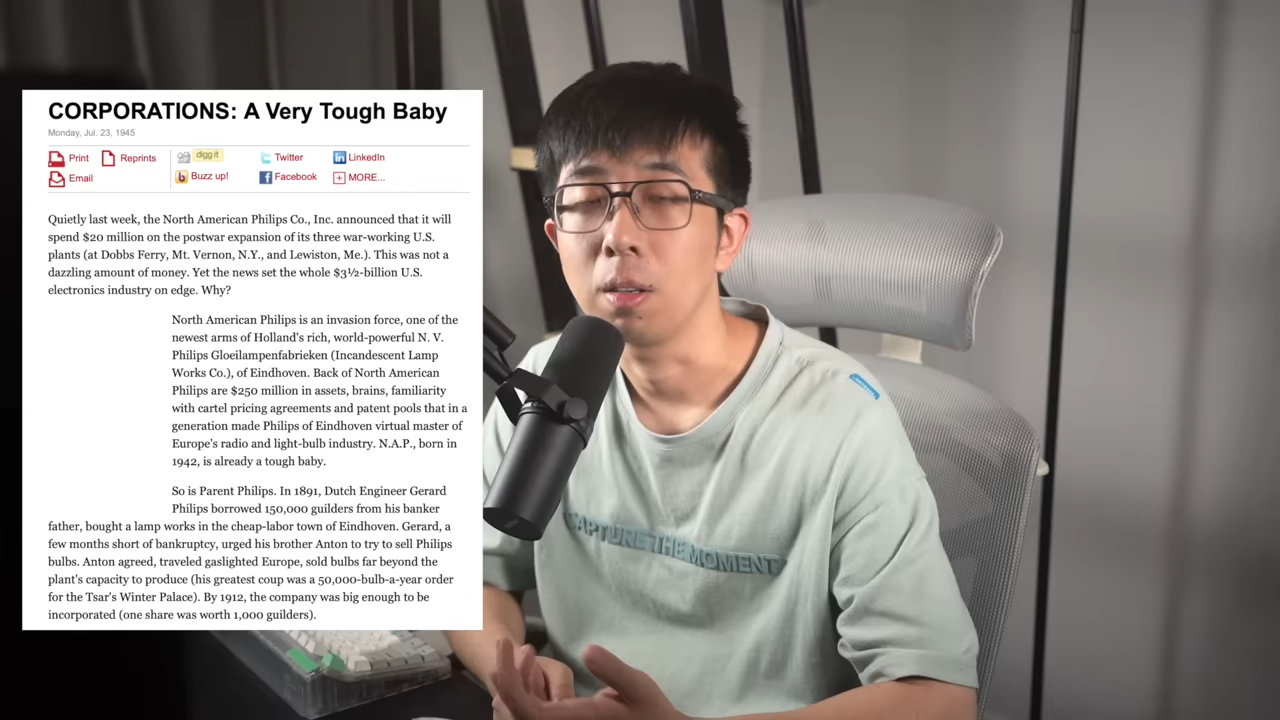 CORPORATIONS: A Very Tough Baby
Monday, Jul. 23, 1945
Print
Reprints
digg it
Twitter
LinkedIn
Email
Buzz up!
Facebook
MORE...
Quietly last week, the North American Philips Co., Inc. announced that it will
spend $20 million on the postwar expansion of its three war-working U.S.
plants (at Dobbs Ferry, Mt. Vernon, N.Y., and Lewiston, Me.). This was not a
dazzling amount of money. Yet the news set the whole $3½-billion U.S.
electronics industry on edge. Why?
North American Philips is an invasion force, one of the
newest arms of Holland's rich, world-powerful N. V.
Philips Gloeilampenfabrieken (Incandescent Lamp
Works Co.), of Eindhoven. Back of North American
Philips are $250 million in assets, brains, familiarity
with cartel pricing agreements and patent pools that in a
generation made Philips of Eindhoven virtual master of
Europe's radio and light-bulb industry. N.A.P., born in
1942, is already a tough baby.
So is Parent Philips. In 1891, Dutch Engineer Gerard
Philips borrowed 150,000 guilders from his banker
father, bought a lamp works in the cheap-labor town of Eindhoven. Gerard, a
few months short of bankruptcy, urged his brother Anton to try to sell Philips
bulbs. Anton agreed, traveled gaslighted Europe, sold bulbs far beyond the
plant's capacity to produce (his greatest coup was a 50,000-bulb-a-year order
for the Tsar's Winter Palace). By 1912, the company was big enough to be
incorporated (one share was worth 1,000 guilders).
CAPTURE THE MOMENT